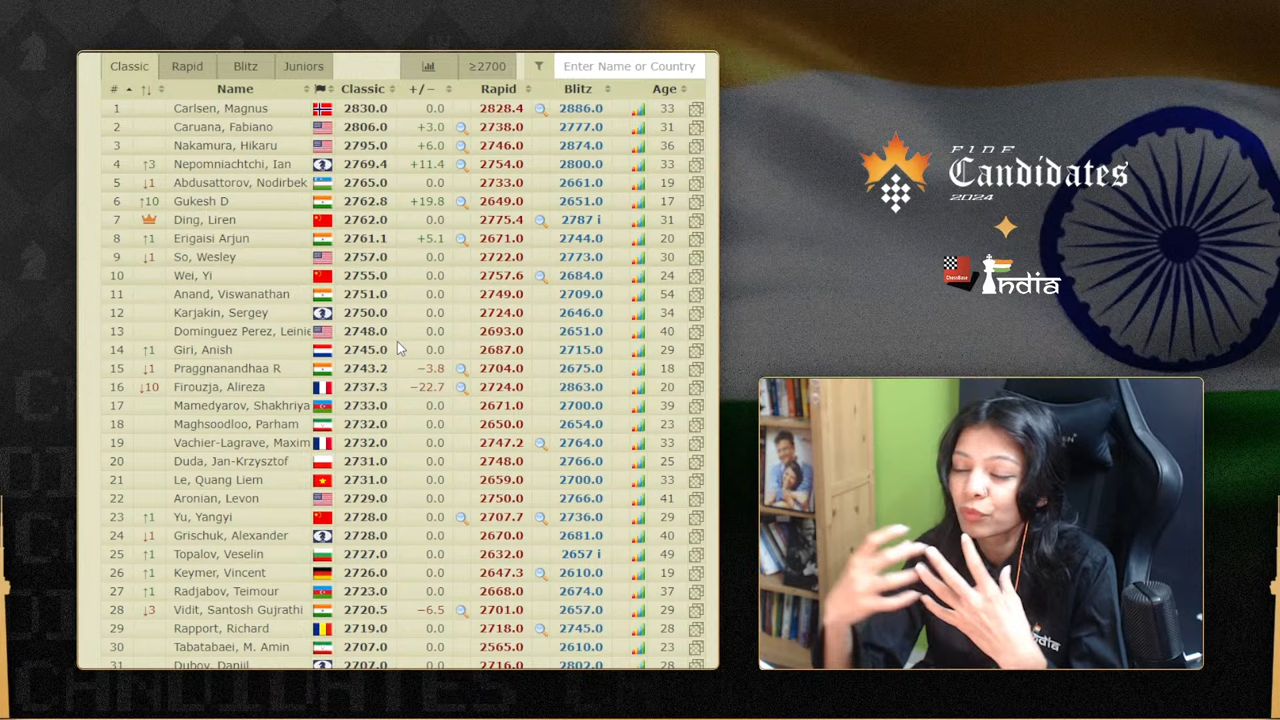 Classic Rapid Blitz Juniors ≥2700 Enter Name or Country
# ↑↓ Name Classic +/− Rapid Blitz Age
1 Carlsen, Magnus 2830.0 0.0 2828.4 2886.0 33
2 Caruana, Fabiano 2806.0 +3.0 2738.0 2777.0 31
3 Nakamura, Hikaru 2795.0 +6.0 2746.0 2874.0 36
4 ↑3 Nepomniachtchi, Ian 2769.4 +11.4 2754.0 2800.0 33
5 ↓1 Abdusattorov, Nodirbek 2765.0 0.0 2733.0 2661.0 19
6 ↑10 Gukesh D 2762.8 +19.8 2649.0 2651.0 17
7 Ding, Liren 2762.0 0.0 2775.4 2787 i 31
8 ↑1 Erigaisi Arjun 2761.1 +5.1 2671.0 2744.0 20
9 ↓1 So, Wesley 2757.0 0.0 2722.0 2773.0 30
10 Wei, Yi 2755.0 0.0 2757.6 2684.0 24
11 Anand, Viswanathan 2751.0 0.0 2749.0 2709.0 54
12 Karjakin, Sergey 2750.0 0.0 2724.0 2646.0 34
13 Dominguez Perez, Leinie 2748.0 0.0 2693.0 2651.0 40
14 ↑1 Giri, Anish 2745.0 0.0 2687.0 2715.0 29
15 ↓1 Praggnanandhaa R 2743.2 −3.8 2704.0 2675.0 18
16 ↓10 Firouzja, Alireza 2737.3 −22.7 2724.0 2863.0 20
17 Mamedyarov, Shakhriya 2733.0 0.0 2671.0 2700.0 39
18 Maghsoodloo, Parham 2732.0 0.0 2650.0 2654.0 23
19 Vachier-Lagrave, Maxim 2732.0 0.0 2747.2 2764.0 33
20 Duda, Jan-Krzysztof 2731.0 0.0 2748.0 2766.0 25
21 Le, Quang Liem 2731.0 0.0 2659.0 2700.0 33
22 Aronian, Levon 2729.0 0.0 2750.0 2766.0 41
23 ↑1 Yu, Yangyi 2728.0 0.0 2707.7 2736.0 29
24 ↓1 Grischuk, Alexander 2728.0 0.0 2670.0 2681.0 40
25 ↑1 Topalov, Veselin 2727.0 0.0 2632.0 2657 i 49
26 ↑1 Keymer, Vincent 2726.0 0.0 2647.3 2610.0 19
27 ↑1 Radjabov, Teimour 2723.0 0.0 2668.0 2674.0 37
28 ↓3 Vidit, Santosh Gujrathi 2720.5 −6.5 2701.0 2657.0 29
29 Rapport, Richard 2719.0 0.0 2718.0 2745.0 28
30 Tabatabaei, M. Amin 2707.0 0.0 2565.0 2610.0 23
31 Dubov, Daniil 2707.0 0.0 2716.0 2802.0 28
FIDE
Candidates
2024
ChessBase
India
India